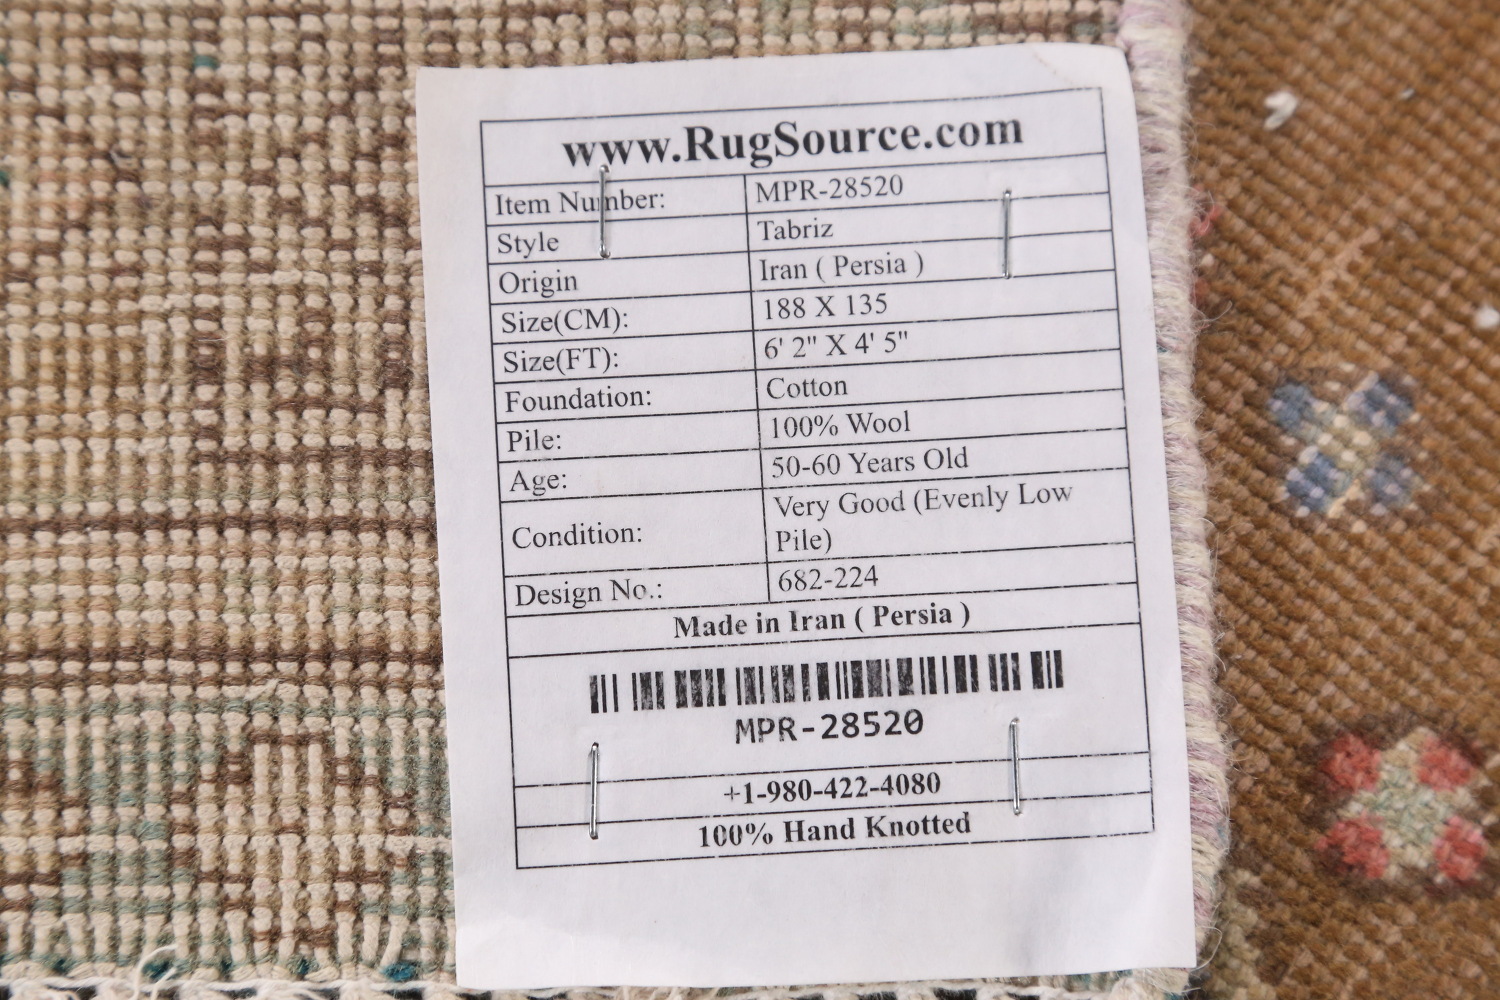 www.RugSource.com
Item Number: MPR-28520
Style Tabriz
Origin Iran ( Persia )
Size(CM): 188 X 135
Size(FT): 6' 2" X 4' 5"
Foundation: Cotton
Pile: 100% Wool
Age: 50-60 Years Old
Condition: Very Good (Evenly Low
Pile)
Design No.: 682-224
Made in Iran ( Persia )
MPR-28520
+1-980-422-4080
100% Hand Knotted